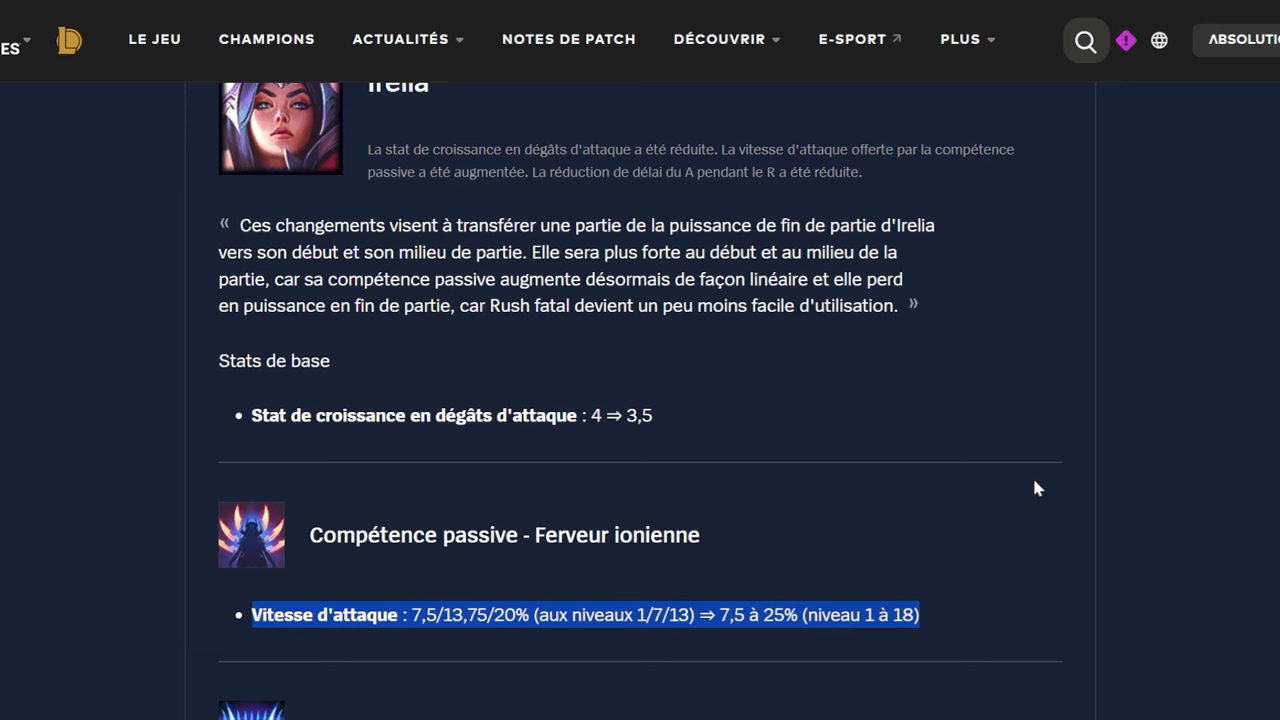 ES
LE JEU
CHAMPIONS
ACTUALITÉS
NOTES DE PATCH
DÉCOUVRIR
E-SPORT
PLUS
Irelia
La stat de croissance en dégâts d'attaque a été réduite. La vitesse d'attaque offerte par la compétence
passive a été augmentée. La réduction de délai du A pendant le R a été réduite.
« Ces changements visent à transférer une partie de la puissance de fin de partie d'Irelia
vers son début et son milieu de partie. Elle sera plus forte au début et au milieu de la
partie, car sa compétence passive augmente désormais de façon linéaire et elle perd
en puissance en fin de partie, car Rush fatal devient un peu moins facile d'utilisation. »
Stats de base
• Stat de croissance en dégâts d'attaque : 4 ⇒ 3,5
Compétence passive - Ferveur ionienne
• Vitesse d'attaque : 7,5/13,75/20% (aux niveaux 1/7/13) ⇒ 7,5 à 25% (niveau 1 à 18)